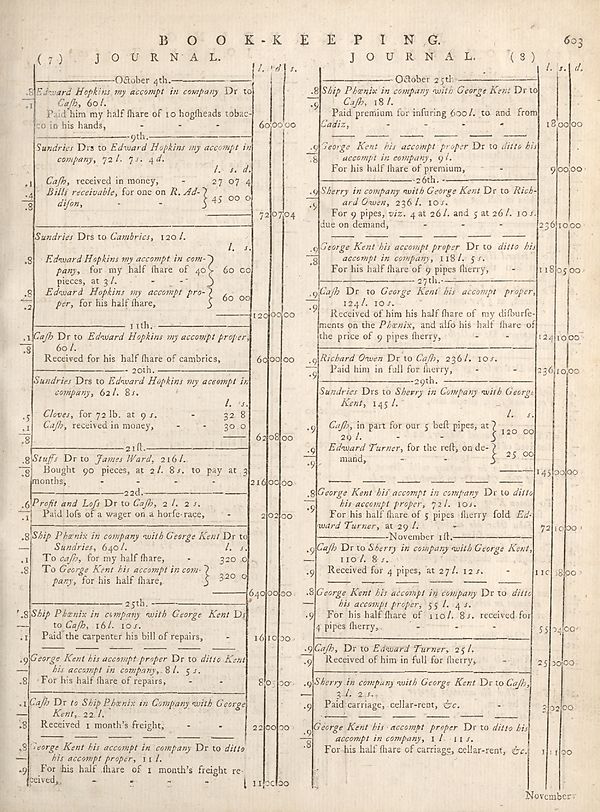 BOOK-KEEPING. 603
(7) JOURNAL.
l. s. d.
October 4th.
.8 Edward Hopkins my accompt in company Dr to
.1 Cash, 60 l.
Paid him my half share of 10 hogsheads tobac-
co in his hands, - - 60 00 00
9th.
Sundries Drs to Edward Hopkins my accompt in
company, 72 l. 7 s. 4 d.
l. s. d.
.1 Cash, received in money, - 27 07 4
.4 Bills receivable, for one on R. Ad-
.8 dison, - - } 45 00 0
72 07 04
Sundries Drs to Cambrics, 120 l.
l. s.
.8 Edward Hopkins my accompt in com-
pany, for my half share of 40 } 60 00
pieces, at 3 l. - -
.8 Edward Hopkins my accompt pro-
.2 per, for his half share, } 60 00
120 00 00
11th.
.1 Cash Dr to Edward Hopkins my accompt proper,
.8 60 l.
Received for his half share of cambrics, 60 00 00
20th.
Sundries Drs to Edward Hopkins my accompt in
company, 62 l. 8 s.
l. s.
.5 Cloves, for 72 lb. at 9 s. - 32 8
.1 Cash, received in money, - 30 0
.8 62 08 00
21st.
.8 Stuffs Dr to James Ward, 216 l.
.8 Bought 90 pieces, at 2 l. 8 s. to pay at 3
months, - - - - 216 00 00
22d.
.6 Profit and Loss Dr to Cash, 2 l. 2 s.
.1 Paid loss of a wager on a horse-race, - 2 02 00
.8 Ship Phœnix in company with George Kent Dr to
Sundries, 640 l. l. s.
.1 To cash, for my half share, - 320 0
.8 To George Kent his accompt in com-
pany, for his half share, } 320 0
640 00 00
25th.
.8 Ship Phœnix in company with George Kent Dr
to Cash, 16 l. 10 s.
.1 Paid the carpenter his bill of repairs, - 16 10 00
.9 George Kent his accompt proper Dr to ditto Kent
his accompt in company, 8 l. 5 s.
.8 For his half share of repairs, - - 8 05 00
.1 Cash Dr to Ship Phœnix in Company with George
Kent, 22 l.
.8 Received 1 month's freight, - - 22 00 00
.8 George Kent his accompt in company Dr to ditto
his accompt proper, 11 l.
.9 For his half share of 1 month's freight re-
ceived, - - - - 11 00 00
JOURNAL. (8)
l. s. d.
October 25th
.8 Ship Phœnix in company with George Kent Dr to
.9 Cash, 18 l.
Paid premium for insuring 600 l. to and from
Cadiz, - - - - 18 00 00
.9 George Kent his accompt proper Dr to ditto his
.8 accompt in company, 9 l.
For his half share of premium, - 9 00 00
26th.
.9 Sherry in company with George Kent Dr to Rich-
.9 ard Owen, 236 l. 10 s.
For 9 pipes, viz. 4 at 26 l. and 5 at 26 l. 10 s.
due on demand, - - - 236 10 00
.9 George Kent his accompt proper Dr to ditto his
.8 accompt in company, 118 l. 5 s.
For his half share of 9 pipes sherry, - 118 05 00
27th.
.9 Cash Dr to George Kent his accompt proper,
.9 124 l. 10 s.
Received of him his half share of my disburse-
ments on the Phœnix, and also his half share of
the price of 9 pipes sherry, - - 124 10 00
.9 Richard Owen Dr to Cash, 236 l. 10 s.
.9 Paid him in full for sherry, - - 236 10 00
29th.
Sundries Drs to Sherry in Company with George
Kent, 145 l.
l. s.
.9 Cash, in part for our 5 best pipes, at
29 l. - - } 120 00
.9 Edward Turner, for the rest, on de-
.9 mand, - - } 25 00
145 00 00
.8 George Kent his accompt in company Dr to ditto
.9 his accompt proper, 72 l. 10 s.
For his half share of 5 pipes sherry sold Ed-
ward Turner, at 29 l. - - 72 10 00
November 1st.
.9 Cash Dr to Sherry in company with George Kent,
110 l. 8 s.
.9 Received for 4 pipes, at 27 l. 12 s. - 110 08 00
.8 George Kent his accompt in company Dr to ditto
his accompt proper, 55 l. 4 s.
.9 For his half share of 110 l. 8 s. received for
4 pipes sherry, - - - 55 04 00
.9 Cash, Dr to Edward Turner, 25 l.
.9 Received of him in full for sherry, - 25 00 00
.9 Sherry in company with George Kent Dr to Cash,
3 l. 2 s.
.9 Paid carriage, cellar-rent, &c. - - 3 02 00
.9 George Kent his accompt proper Dr to ditto his
.8 accompt in company, 1 l. 11 s.
For his half share of carriage, cellar-rent, &c. 1 11 00
November